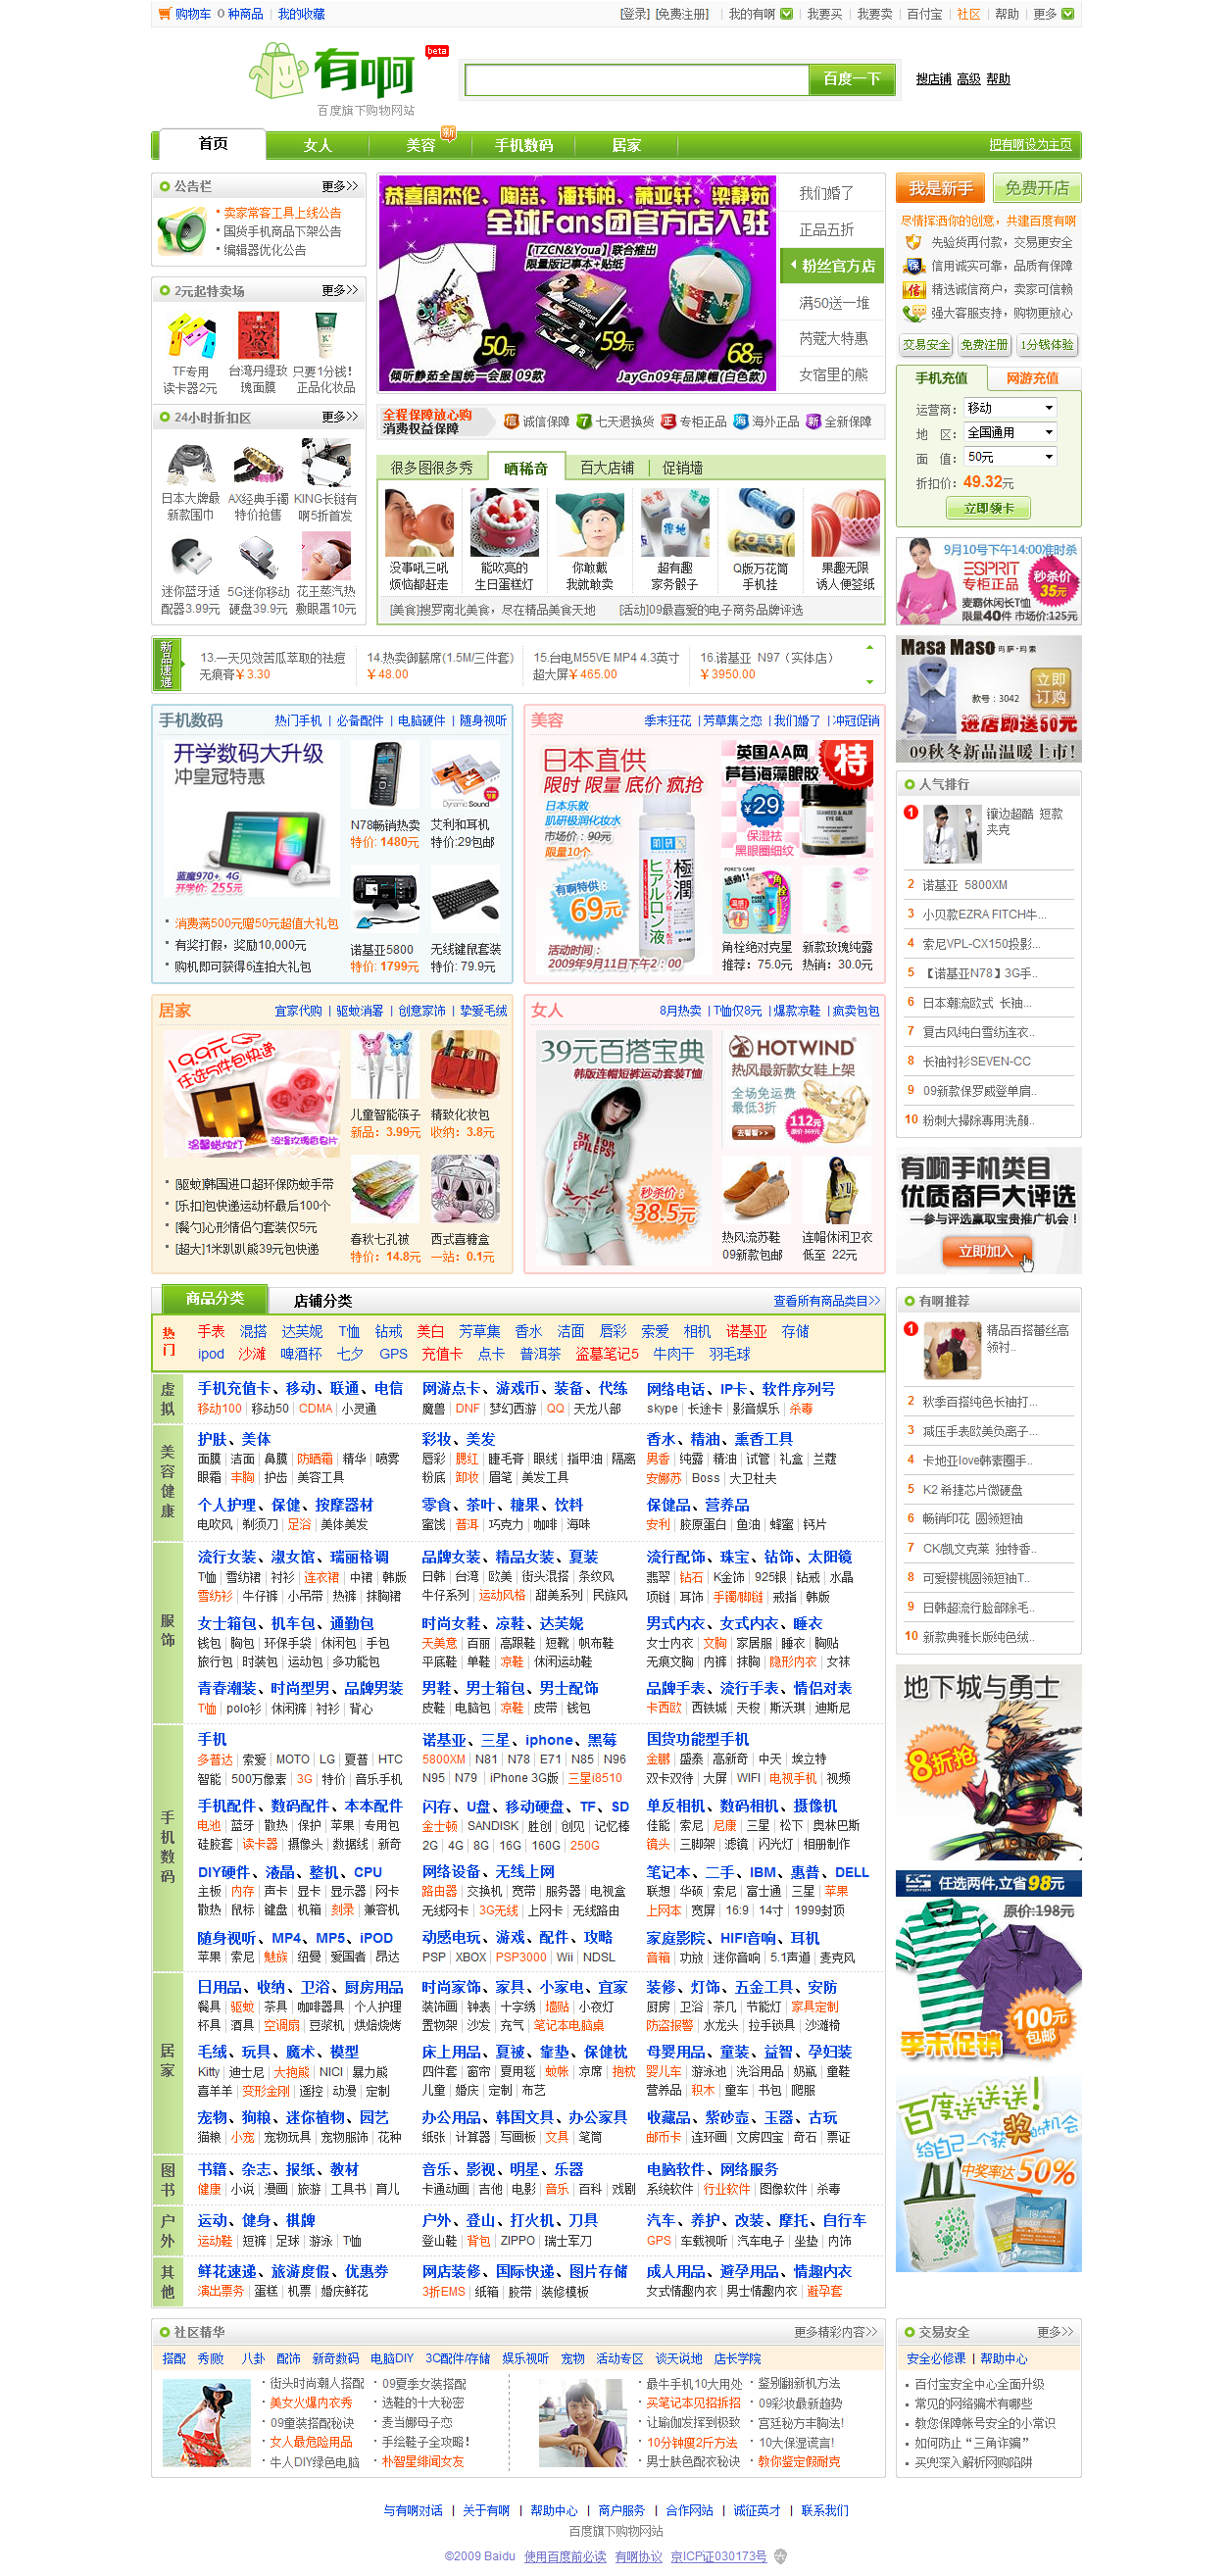 购物车 0 种商品 | 我的收藏
[登录] [免费注册] | 我的有啊 | 我要买 | 我要卖 | 百付宝 | 社区 | 帮助 | 更多
有啊 beta
百度旗下购物网站
百度一下
搜店铺 高级 帮助
首页 女人 美容 新 手机数码 居家
把有啊设为主页
公告栏 更多>>
卖家常客工具上线公告
国货手机商品下架公告
编辑器优化公告
2元起特卖场 更多>>
TF专用
读卡器2元
台湾丹缇玫
瑰面膜
只要1分钱!
正品化妆品
24小时折扣区 更多>>
日本大牌最
新款围巾
AX经典手镯
特价抢售
KING长链有
啊5折首发
迷你蓝牙适
配器3.99元
5G迷你移动
硬盘39.9元
花王蒸汽热
敷眼罩10元
恭喜周杰伦、陶喆、潘玮柏、萧亚轩、梁静茹
全球Fans团官方店入驻
[iTZCN&Youa]联合推出
限量版记事本+贴纸
50元
59元
68元
倾听静茹全国统一会服 09款
JayCn09年品牌帽(白色款)
我们婚了
正品五折
粉丝官方店
满50送一堆
芮蔻大特惠
女宿里的熊
全程保障放心购
消费权益保障
信 诚信保障 7 七天退换货 正 专柜正品 海 海外正品 新 全新保障
很多图很多秀 晒稀奇 百大店铺 | 促销墙
没事吼三吼
烦恼都赶走
能吹亮的
生日蛋糕灯
你敢戴
我就敢卖
超有趣
家务骰子
Q版万花筒
手机挂
果趣无限
诱人便签纸
[美食]搜罗南北美食，尽在精品美食天地 [活动]09最喜爱的电子商务品牌评选
我是新手 免费开店
尽情挥洒你的创意，共建百度有啊
先验货再付款，交易更安全
信用诚实可靠，品质有保障
精选诚信商户，卖家可信赖
强大客服支持，购物更放心
交易安全 免费注册 1分钱体验
手机充值 网游充值
运营商: 移动
地 区: 全国通用
面 值: 50元
折扣价: 49.32元
立即领卡
9月10号下午14:00准时杀
ESPRIT
专柜正品
秒杀价
35元
麦霸休闲长T恤
限量40件 市场价:125元
新品速递
13.一天见效苦瓜萃取的祛痘
无痕膏￥3.30
14.热卖御藤席(1.5M/三件套)
￥48.00
15.台电M55VE MP4 4.3英寸
超大屏￥465.00
16.诺基亚 N97（实体店）
￥3950.00
Masa Maso 玛萨·玛索
立即
订购
款号：3042
进店即送50元
09秋冬新品温暖上市!
手机数码 热门手机 | 必备配件 | 电脑硬件 | 随身视听
开学数码大升级
冲皇冠特惠
蓝魔970+，4G
开学价: 255元
N78畅销热卖
特价: 1480元
Dynamic Sound
艾利和耳机
特价:29包邮
诺基亚5800
特价: 1799元
无线键鼠套装
特价: 79.9元
消费满500元赠50元超值大礼包
有奖打假，奖励10,000元
购机即可获得6连拍大礼包
美容 季末狂花 | 芳草集之恋 | 我们婚了 | 冲冠促销
日本直供
限时 限量 底价 疯抢
日本乐敦
肌研极润化妆水
市场价：90元
限量10个
有啊特供:
69元
活动时间：
2009年9月11日下午2：00
英国AA网
芦荟海藻眼胶
特
¥29
保湿祛
黑眼圈细纹
角栓绝对克星
推荐：75.0元
新款玫瑰纯露
热销：30.0元
人气排行
1 镶边超酷 短款
夹克
2 诺基亚 5800XM
3 小贝款EZRA FITCH牛...
4 索尼VPL-CX150投影...
5 【诺基亚N78】3G手..
6 日本潮流欧式 长袖...
7 复古风纯白雪纺连衣..
8 长袖衬衫SEVEN-CC
9 09新款保罗威登单肩..
10 粉刺大掃除專用洗顔..
居家 宜家代购 | 驱蚊消署 | 创意家饰 | 挚爱毛绒
19.9元
任选5件包快递
温馨蜡烛灯
浪漫玫瑰香皂片
儿童智能筷子
新品：3.99元
精致化妆包
收纳：3.8元
春秋七孔被
特价：14.8元
西式喜糖盒
一站：0.1元
[驱蚊]韩国进口超环保防蚊手带
[乐扣]包快递运动杯最后100个
[餐勺]心形情侣勺套装仅5元
[超大]1米趴趴熊39元包快递
女人 8月热卖 | T恤仅8元 | 爆款凉鞋 | 疯卖包包
39元百搭宝典
韩版连帽短裤运动套装T恤
秒杀价:
38.5元
HOTWIND
热风最新款女鞋上架
全场免运费
最低3折
去看看>>
112元
原价:369元
热风流苏鞋
09新款包邮
连帽休闲卫衣
低至 22元
有啊手机类目
优质商户大评选
—参与评选赢取宝贵推广机会！
立即加入
商品分类 店铺分类 查看所有商品类目>>
热门
手表 混搭 达芙妮 T恤 钻戒 美白 芳草集 香水 洁面 唇彩 索爱 相机 诺基亚 存储
ipod 沙滩 啤酒杯 七夕 GPS 充值卡 点卡 普洱茶 盗墓笔记5 牛肉干 羽毛球
虚拟
手机充值卡、移动、联通、电信
移动100 | 移动50 | CDMA | 小灵通
网游点卡、游戏币、装备、代练
魔兽 | DNF | 梦幻西游 | QQ | 天龙八部
网络电话、IP卡、软件序列号
skype | 长途卡 | 影音娱乐 | 杀毒
美容健康
护肤、美体
面膜 | 洁面 | 鼻膜 | 防晒霜 | 精华 | 喷雾
眼霜 | 丰胸 | 护齿 | 美容工具
彩妆、美发
唇彩 | 腮红 | 睫毛膏 | 眼线 | 指甲油 | 隔离
粉底 | 卸妆 | 眉笔 | 美发工具
香水、精油、熏香工具
男香 | 纯露 | 精油 | 试管 | 礼盒 | 兰蔻
安娜苏 | Boss | 大卫杜夫
个人护理、保健、按摩器材
电吹风 | 剃须刀 | 足浴 | 美体美发
零食、茶叶、糖果、饮料
蜜饯 | 普洱 | 巧克力 | 咖啡 | 海味
保健品、营养品
安利 | 胶原蛋白 | 鱼油 | 蜂蜜 | 钙片
服饰
流行女装、淑女馆、瑞丽格调
T恤 | 雪纺裙 | 衬衫 | 连衣裙 | 中裙 | 韩版
雪纺衫 | 牛仔裤 | 小吊带 | 热裤 | 抹胸裙
品牌女装、精品女装、夏装
日韩 | 台湾 | 欧美 | 街头混搭 | 条纹风
牛仔系列 | 运动风格 | 甜美系列 | 民族风
流行配饰、珠宝、钻饰、太阳镜
翡翠 | 钻石 | K金饰 | 925银 | 钻戒 | 水晶
项链 | 耳饰 | 手镯/脚链 | 戒指 | 韩版
女士箱包、机车包、通勤包
钱包 | 胸包 | 环保手袋 | 休闲包 | 手包
旅行包 | 时装包 | 运动包 | 多功能包
时尚女鞋、凉鞋、达芙妮
天美意 | 百丽 | 高跟鞋 | 短靴 | 帆布鞋
平底鞋 | 单鞋 | 凉鞋 | 休闲运动鞋
男式内衣、女式内衣、睡衣
女士内衣 | 文胸 | 家居服 | 睡衣 | 胸贴
无痕文胸 | 内裤 | 抹胸 | 隐形内衣 | 女袜
青春潮装、时尚型男、品牌男装
T恤 | polo衫 | 休闲裤 | 衬衫 | 背心
男鞋、男士箱包、男士配饰
皮鞋 | 电脑包 | 凉鞋 | 皮带 | 钱包
品牌手表、流行手表、情侣对表
卡西欧 | 西铁城 | 天梭 | 斯沃琪 | 迪斯尼
手机数码
手机
多普达 | 索爱 | MOTO | LG | 夏普 | HTC
智能 | 500万像素 | 3G | 特价 | 音乐手机
诺基亚、三星、iphone、黑莓
5800XM | N81 | N78 | E71 | N85 | N96
N95 | N79 | iPhone 3G版 | 三星i8510
国货功能型手机
金鹏 | 盛泰 | 高新奇 | 中天 | 埃立特
双卡双待 | 大屏 | WIFI | 电视手机 | 视频
手机配件、数码配件、本本配件
电池 | 蓝牙 | 散热 | 保护 | 苹果 | 专用包
硅胶套 | 读卡器 | 摄像头 | 数据线 | 新奇
闪存、U盘、移动硬盘、TF、SD
金士顿 | SANDISK | 胜创 | 创见 | 记忆棒
2G | 4G | 8G | 16G | 160G | 250G
单反相机、数码相机、摄像机
佳能 | 索尼 | 尼康 | 三星 | 松下 | 奥林巴斯
镜头 | 三脚架 | 滤镜 | 闪光灯 | 相册制作
DIY硬件、液晶、整机、CPU
主板 | 内存 | 声卡 | 显卡 | 显示器 | 网卡
散热 | 鼠标 | 键盘 | 机箱 | 刻录 | 兼容机
网络设备、无线上网
路由器 | 交换机 | 宽带 | 服务器 | 电视盒
无线网卡 | 3G无线 | 上网卡 | 无线路由
笔记本、二手、IBM、惠普、DELL
联想 | 华硕 | 索尼 | 富士通 | 三星 | 苹果
上网本 | 宽屏 | 16:9 | 14寸 | 1999封顶
随身视听、MP4、MP5、iPOD
苹果 | 索尼 | 魅族 | 纽曼 | 爱国者 | 昂达
动感电玩、游戏、配件、攻略
PSP | XBOX | PSP3000 | Wii | NDSL
家庭影院、HIFI音响、耳机
音箱 | 功放 | 迷你音响 | 5.1声道 | 麦克风
居家
日用品、收纳、卫浴、厨房用品
餐具 | 驱蚊 | 茶具 | 咖啡器具 | 个人护理
杯具 | 酒具 | 空调扇 | 豆浆机 | 烘焙烧烤
时尚家饰、家具、小家电、宜家
装饰画 | 钟表 | 十字绣 | 墙贴 | 小夜灯
置物架 | 沙发 | 充气 | 笔记本电脑桌
装修、灯饰、五金工具、安防
厨房 | 卫浴 | 茶几 | 节能灯 | 家具定制
防盗报警 | 水龙头 | 拉手锁具 | 沙滩椅
毛绒、玩具、魔术、模型
Kitty | 迪士尼 | 大抱熊 | NICI | 暴力熊
喜羊羊 | 变形金刚 | 遥控 | 动漫 | 定制
床上用品、夏被、靠垫、保健枕
四件套 | 窗帘 | 夏用毯 | 蚊帐 | 凉席 | 抱枕
儿童 | 婚庆 | 定制 | 布艺
母婴用品、童装、益智、孕妇装
婴儿车 | 游泳池 | 洗浴用品 | 奶瓶 | 童鞋
营养品 | 积木 | 童车 | 书包 | 爬服
宠物、狗粮、迷你植物、园艺
猫粮 | 小宠 | 宠物玩具 | 宠物服饰 | 花种
办公用品、韩国文具、办公家具
纸张 | 计算器 | 写画板 | 文具 | 笔筒
收藏品、紫砂壶、玉器、古玩
邮币卡 | 连环画 | 文房四宝 | 奇石 | 票证
图书
书籍、杂志、报纸、教材
健康 | 小说 | 漫画 | 旅游 | 工具书 | 育儿
音乐、影视、明星、乐器
卡通动画 | 吉他 | 电影 | 音乐 | 百科 | 戏剧
电脑软件、网络服务
系统软件 | 行业软件 | 图像软件 | 杀毒
户外
运动、健身、棋牌
运动鞋 | 短裤 | 足球 | 游泳 | T恤
户外、登山、打火机、刀具
登山鞋 | 背包 | ZIPPO | 瑞士军刀
汽车、养护、改装、摩托、自行车
GPS | 车载视听 | 汽车电子 | 坐垫 | 内饰
其他
鲜花速递、旅游度假、优惠券
演出票务 | 蛋糕 | 机票 | 婚庆鲜花
网店装修、国际快递、图片存储
3折EMS | 纸箱 | 胶带 | 装修模板
成人用品、避孕用品、情趣内衣
女式情趣内衣 | 男士情趣内衣 | 避孕套
有啊推荐
1 精品百搭蕾丝高
领衬..
2 秋季百搭纯色长袖打...
3 减压手表欧美负离子...
4 卡地亚love韩素圈手..
5 K2 希捷芯片微硬盘
6 畅销印花 圆领短袖
7 CK/凯文克莱 独特香..
8 可爱樱桃圆领短袖T..
9 日韩超流行脸部除毛..
10 新款典雅长版纯色绒..
地下城与勇士
8折抢
任选两件,立省98元
原价:198元
100元
包邮
季末促销
百度送送送!
给自己一个获奖的机会
中奖率达50%
社区精华 更多精彩内容>>
搭配 秀|败 八卦 配饰 新奇数码 电脑DIY 3C配件/存储 娱乐视听 宠物 活动专区 谈天说地 店长学院
街头时尚潮人搭配
美女火爆内衣秀
09童装搭配秘诀
女人最危险用品
牛人DIY绿色电脑
09夏季女装搭配
选鞋的十大秘密
麦当娜母子恋
手绘鞋子全攻略!
朴智星绯闻女友
最牛手机10大用处
买笔记本见招拆招
让瑜伽发挥到极致
10分钟瘦2斤方法
男士肤色配衣秘诀
鉴别翻新机方法
09彩妆最新趋势
宫廷秘方丰胸法!
10大保湿谎言!
教你鉴定假耐克
交易安全 更多>>
安全必修课 | 帮助中心
百付宝安全中心全面升级
常见的网络骗术有哪些
教您保障帐号安全的小常识
如何防止“三角诈骗”
买兜深入解析网购陷阱
与有啊对话 | 关于有啊 | 帮助中心 | 商户服务 | 合作网站 | 诚征英才 | 联系我们
百度旗下购物网站
©2009 Baidu 使用百度前必读 有啊协议 京ICP证030173号